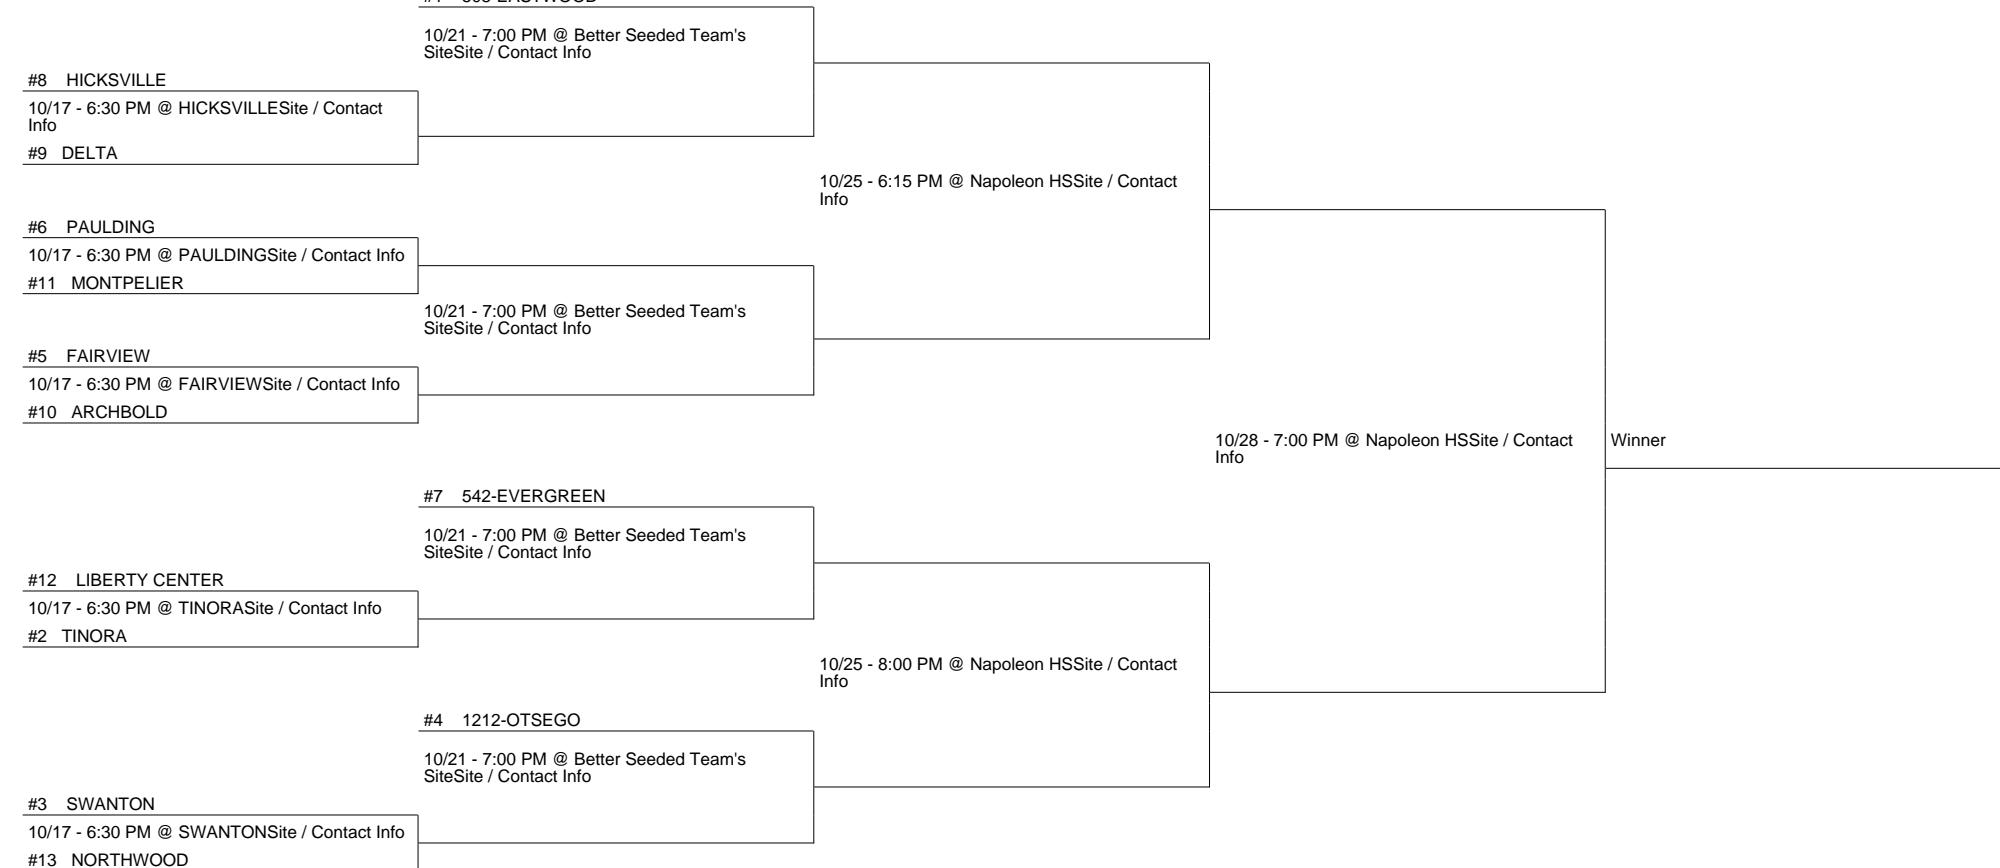 10/21 - 7:00 PM @ Better Seeded Team's
SiteSite / Contact Info
#8 HICKSVILLE
10/17 - 6:30 PM @ HICKSVILLESite / Contact
Info
#9 DELTA
10/25 - 6:15 PM @ Napoleon HSSite / Contact
Info
#6 PAULDING
10/17 - 6:30 PM @ PAULDINGSite / Contact Info
#11 MONTPELIER
10/21 - 7:00 PM @ Better Seeded Team's
SiteSite / Contact Info
#5 FAIRVIEW
10/17 - 6:30 PM @ FAIRVIEWSite / Contact Info
#10 ARCHBOLD
10/28 - 7:00 PM @ Napoleon HSSite / Contact
Info
Winner
#7 542-EVERGREEN
10/21 - 7:00 PM @ Better Seeded Team's
SiteSite / Contact Info
#12 LIBERTY CENTER
10/17 - 6:30 PM @ TINORASite / Contact Info
#2 TINORA
10/25 - 8:00 PM @ Napoleon HSSite / Contact
Info
#4 1212-OTSEGO
10/21 - 7:00 PM @ Better Seeded Team's
SiteSite / Contact Info
#3 SWANTON
10/17 - 6:30 PM @ SWANTONSite / Contact Info
#13 NORTHWOOD